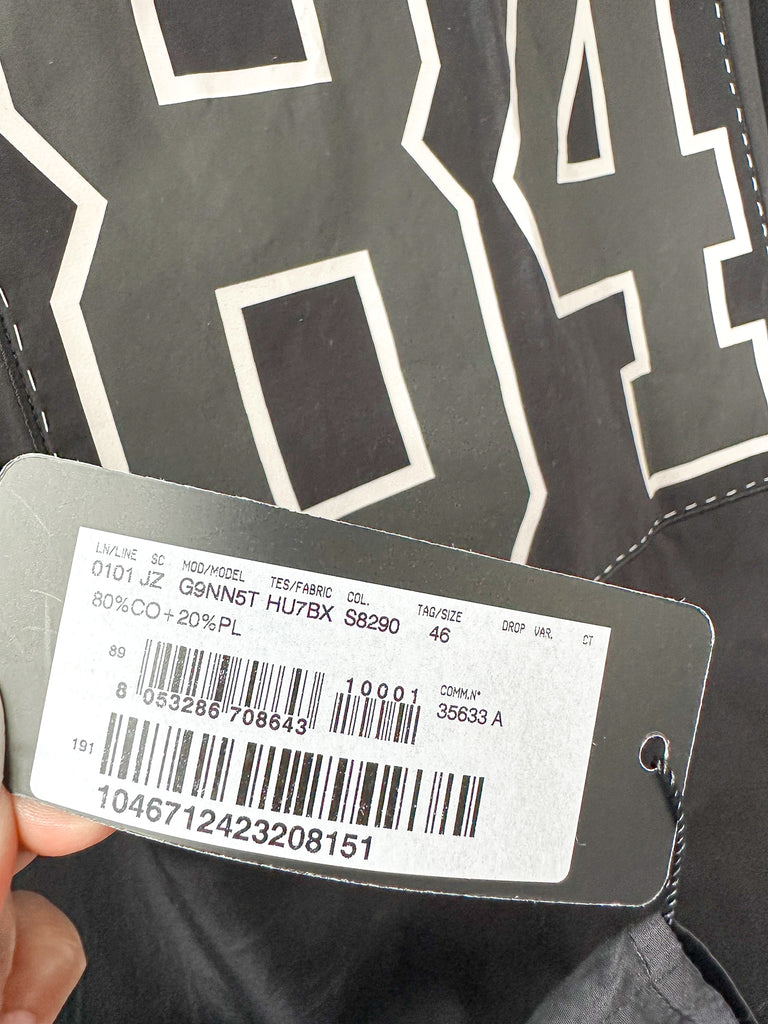 84
LN/LINE SC MOD/MODEL TES/FABRIC COL. TAG/SIZE DROP VAR. CT
0101 JZ G9NN5T HU7BX S8290 46
80%CO+20%PL
89
8 053286 708643 10001
COMM.N°
35633 A
191
1046712423208151